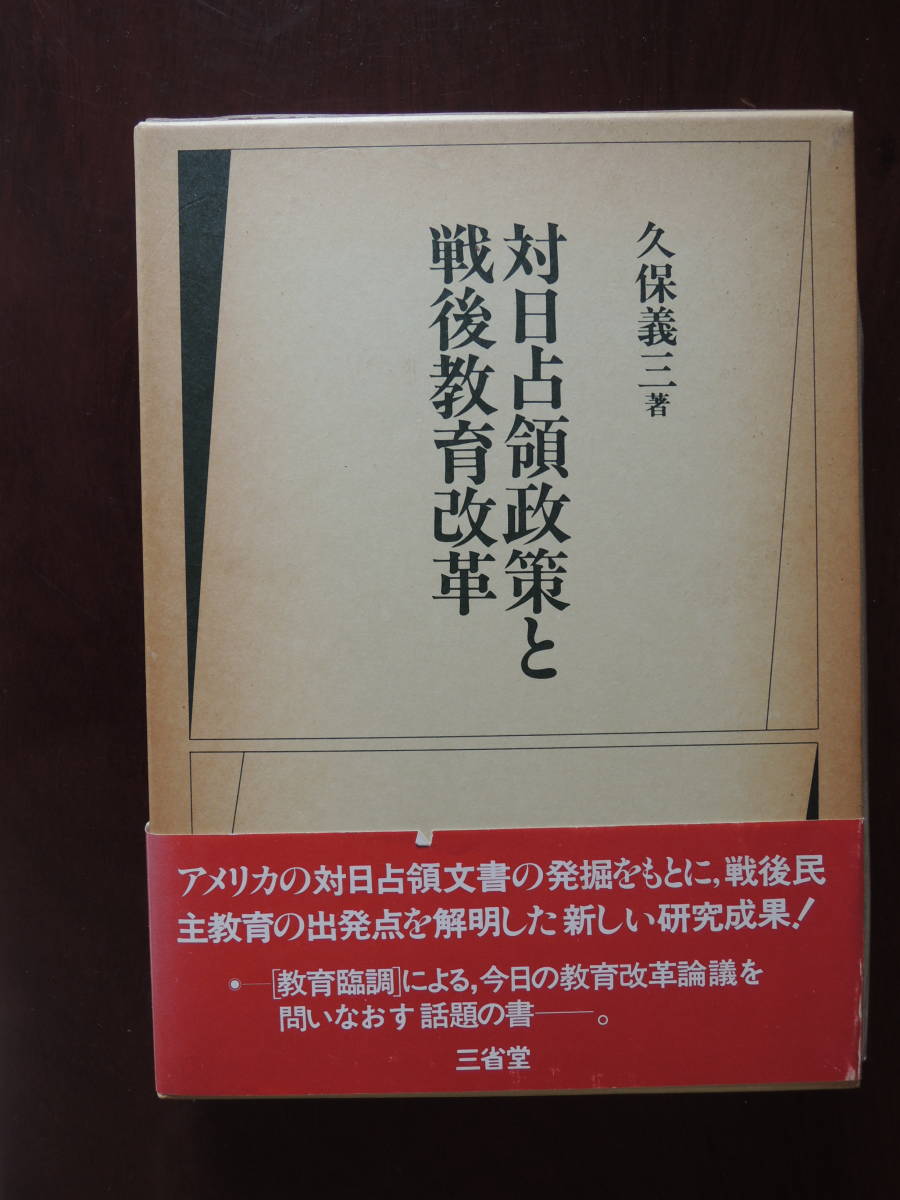 久保義三著
対日占領政策と
戦後教育改革
アメリカの対日占領文書の発掘をもとに,戦後民
主教育の出発点を解明した新しい研究成果!
●―[教育臨調]による,今日の教育改革論議を
問いなおす話題の書――。
三省堂